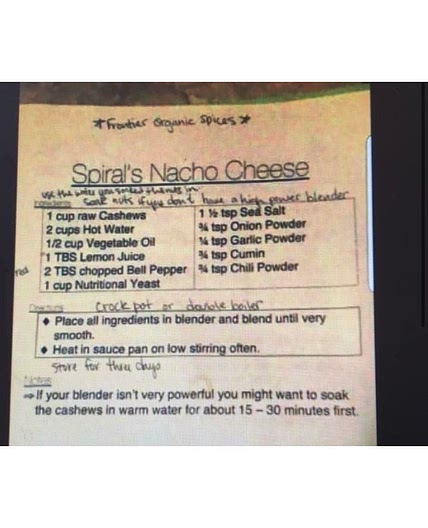 *Frontier Organic Spices*
Spiral's Nacho Cheese
use the water you soaked the nuts in
soak nuts if you don't have a high power blender
Ingredients
1 cup raw Cashews
2 cups Hot Water
1/2 cup Vegetable Oil
1 TBS Lemon Juice
red 2 TBS chopped Bell Pepper
1 cup Nutritional Yeast
1 ½ tsp Sea Salt
¾ tsp Onion Powder
¼ tsp Garlic Powder
¾ tsp Cumin
¾ tsp Chili Powder
Directions
crock pot or double boiler
♦ Place all ingredients in blender and blend until very
smooth.
♦ Heat in sauce pan on low stirring often.
store for three days
Notes
⇒If your blender isn't very powerful you might want to soak
the cashews in warm water for about 15 – 30 minutes first.